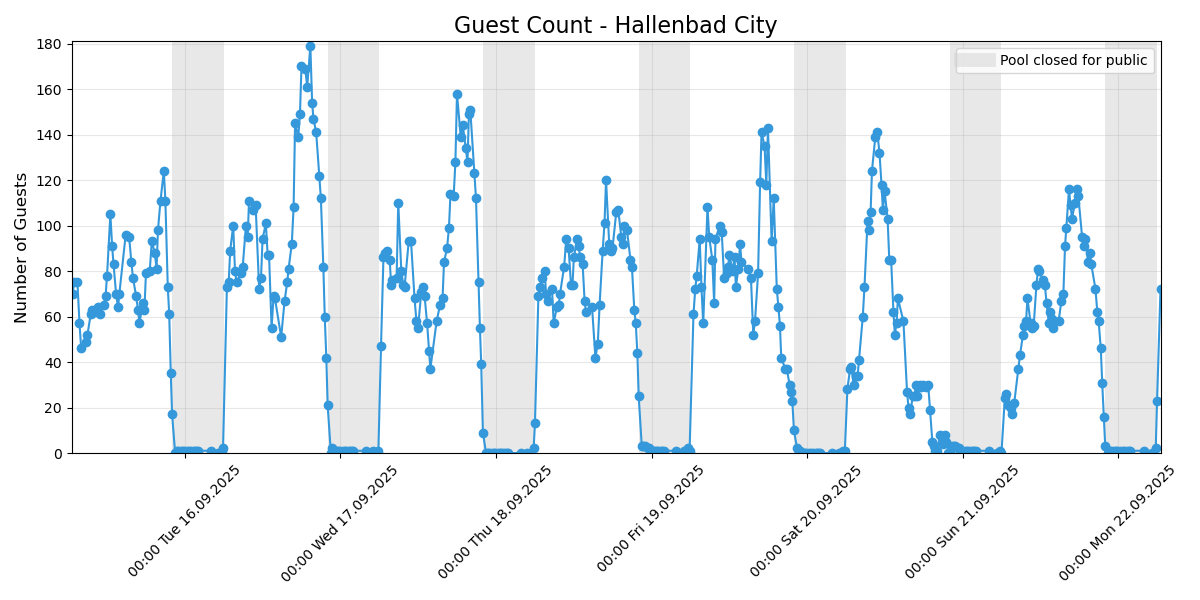 Guest Count - Hallenbad City
Pool closed for public
Number of Guests
180
160
140
120
100
80
60
40
20
0
00:00 Tue 16.09.2025
00:00 Wed 17.09.2025
00:00 Thu 18.09.2025
00:00 Fri 19.09.2025
00:00 Sat 20.09.2025
00:00 Sun 21.09.2025
00:00 Mon 22.09.2025